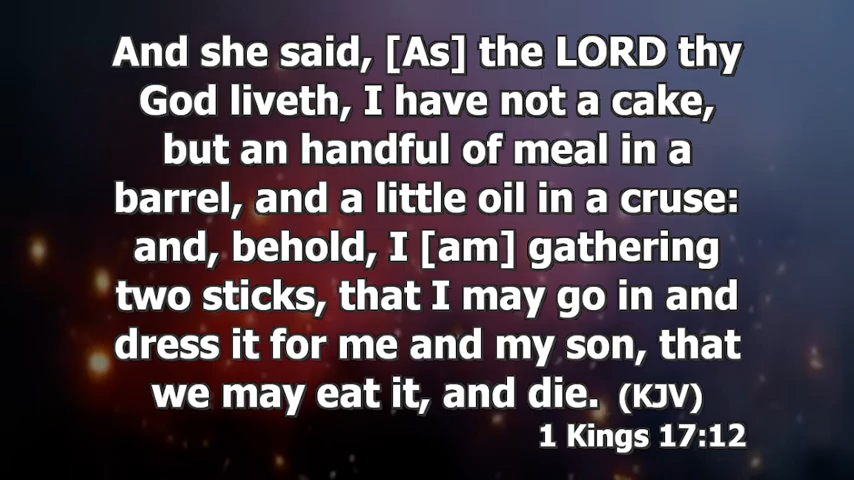 And she said, [As] the LORD thy
God liveth, I have not a cake,
but an handful of meal in a
barrel, and a little oil in a cruse:
and, behold, I [am] gathering
two sticks, that I may go in and
dress it for me and my son, that
we may eat it, and die. (KJV)
1 Kings 17:12